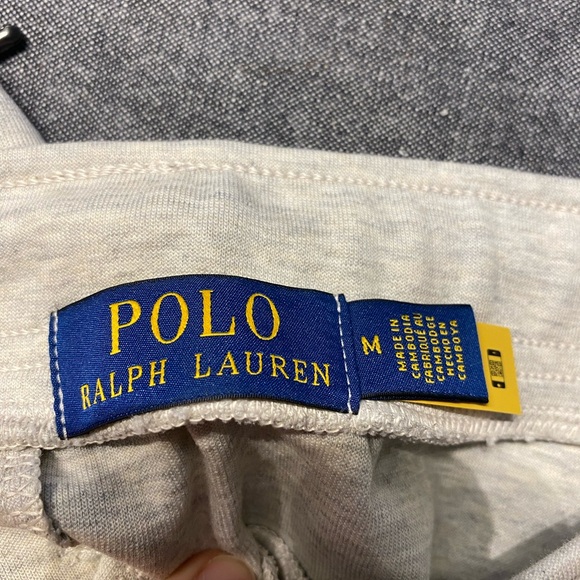 POLO
RALPH LAUREN
M
MADE IN
CAMBODIA
FABRIQUÉ AU
CAMBODGE
HECHO EN
CAMBOYA